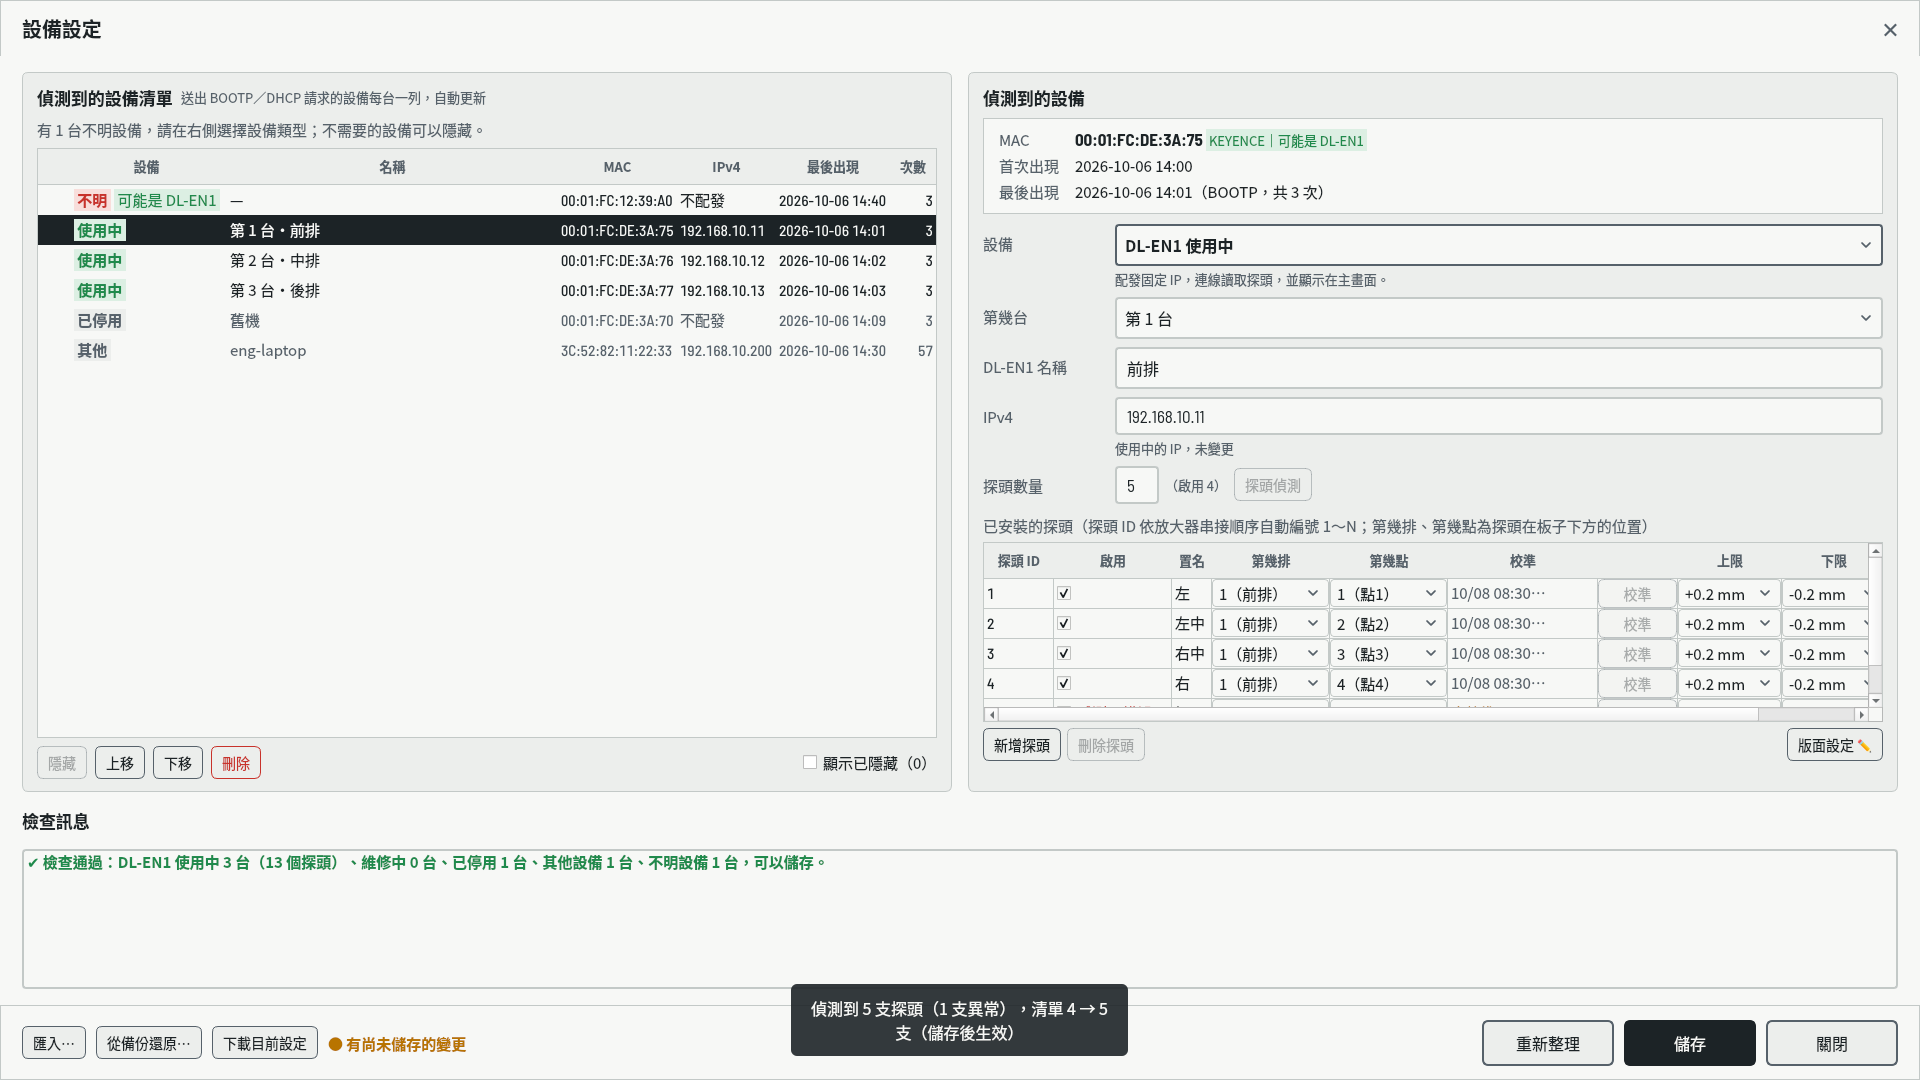 設備設定
✕
偵測到的設備清單 送出 BOOTP／DHCP 請求的設備每台一列，自動更新
有 1 台不明設備，請在右側選擇設備類型；不需要的設備可以隱藏。
設備 名稱 MAC IPv4 最後出現 次數
不明 可能是 DL-EN1 — 00:01:FC:12:39:A0 不配發 2026-10-06 14:40 3
使用中 第 1 台・前排 00:01:FC:DE:3A:75 192.168.10.11 2026-10-06 14:01 3
使用中 第 2 台・中排 00:01:FC:DE:3A:76 192.168.10.12 2026-10-06 14:02 3
使用中 第 3 台・後排 00:01:FC:DE:3A:77 192.168.10.13 2026-10-06 14:03 3
已停用 舊機 00:01:FC:DE:3A:70 不配發 2026-10-06 14:09 3
其他 eng-laptop 3C:52:82:11:22:33 192.168.10.200 2026-10-06 14:30 57
隱藏 上移 下移 刪除 顯示已隱藏（0）
偵測到的設備
MAC 00:01:FC:DE:3A:75 KEYENCE｜可能是 DL-EN1
首次出現 2026-10-06 14:00
最後出現 2026-10-06 14:01（BOOTP，共 3 次）
設備 DL-EN1 使用中
配發固定 IP，連線讀取探頭，並顯示在主畫面。
第幾台 第 1 台
DL-EN1 名稱 前排
IPv4 192.168.10.11
使用中的 IP，未變更
探頭數量 5 （啟用 4） 探頭偵測
已安裝的探頭（探頭 ID 依放大器串接順序自動編號 1～N；第幾排、第幾點為探頭在板子下方的位置）
探頭 ID 啟用 置名 第幾排 第幾點 校準 上限 下限
1 左 1（前排） 1（點1） 10/08 08:30… 校準 +0.2 mm -0.2 mm
2 左中 1（前排） 2（點2） 10/08 08:30… 校準 +0.2 mm -0.2 mm
3 右中 1（前排） 3（點3） 10/08 08:30… 校準 +0.2 mm -0.2 mm
4 右 1（前排） 4（點4） 10/08 08:30… 校準 +0.2 mm -0.2 mm
新增探頭 刪除探頭 版面設定 ✏️
檢查訊息
✔ 檢查通過：DL-EN1 使用中 3 台（13 個探頭）、維修中 0 台、已停用 1 台、其他設備 1 台、不明設備 1 台，可以儲存。
偵測到 5 支探頭（1 支異常），清單 4 → 5
支（儲存後生效）
匯入… 從備份還原… 下載目前設定 ● 有尚未儲存的變更 重新整理 儲存 關閉